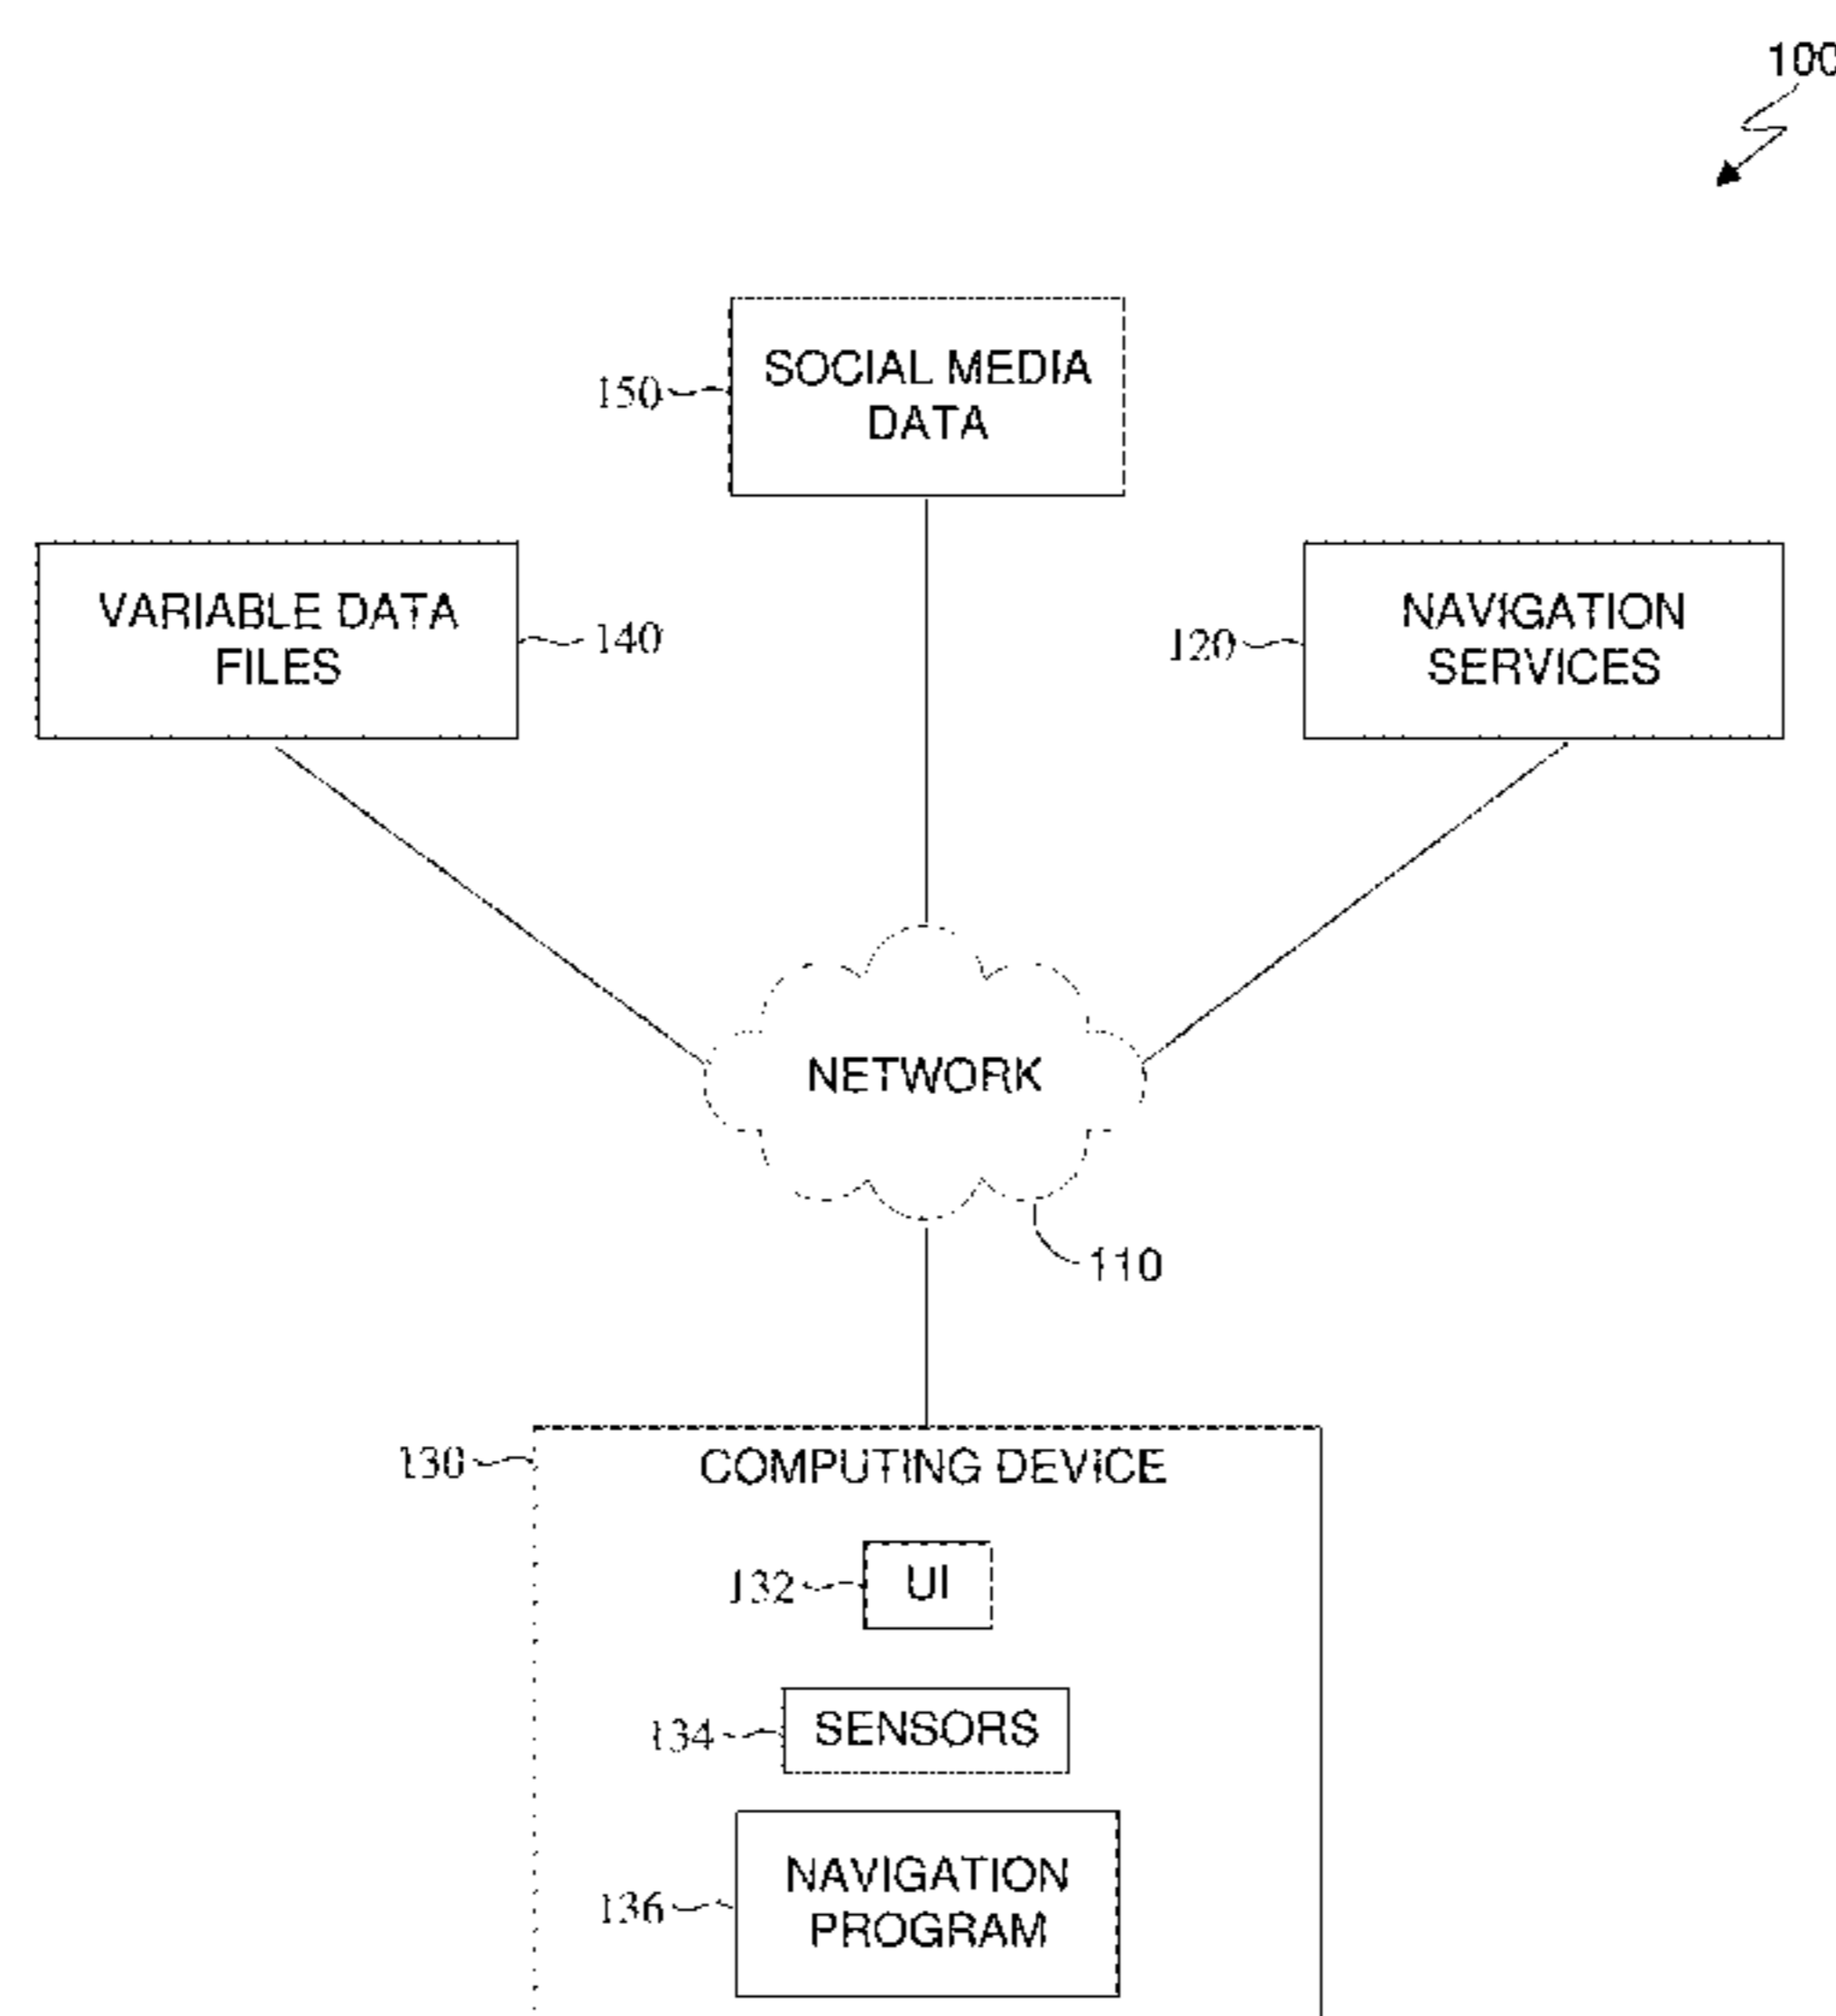 100
150
SOCIAL MEDIA
DATA
VARIABLE DATA
FILES
140
120
NAVIGATION
SERVICES
NETWORK
110
130
COMPUTING DEVICE
132
UI
134
SENSORS
136
NAVIGATION
PROGRAM